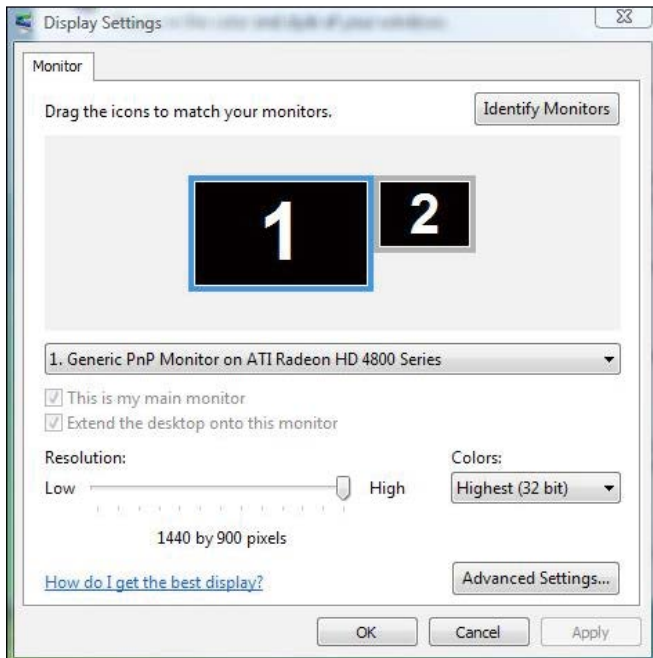 Display Settings
Monitor
Drag the icons to match your monitors.
Identify Monitors
1
2
1. Generic PnP Monitor on ATI Radeon HD 4800 Series
This is my main monitor
Extend the desktop onto this monitor
Resolution:
Colors:
Low
High
Highest (32 bit)
1440 by 900 pixels
How do I get the best display?
Advanced Settings...
OK
Cancel
Apply